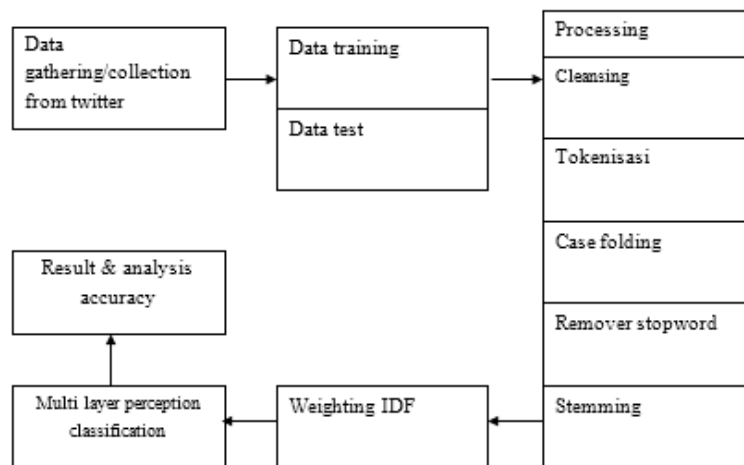 Data
gathering/collection
from twitter
Data training
Data test
Processing
Cleansing
Tokenisasi
Case folding
Remover stopword
Stemming
Weighting IDF
Multi layer perception
classification
Result & analysis
accuracy